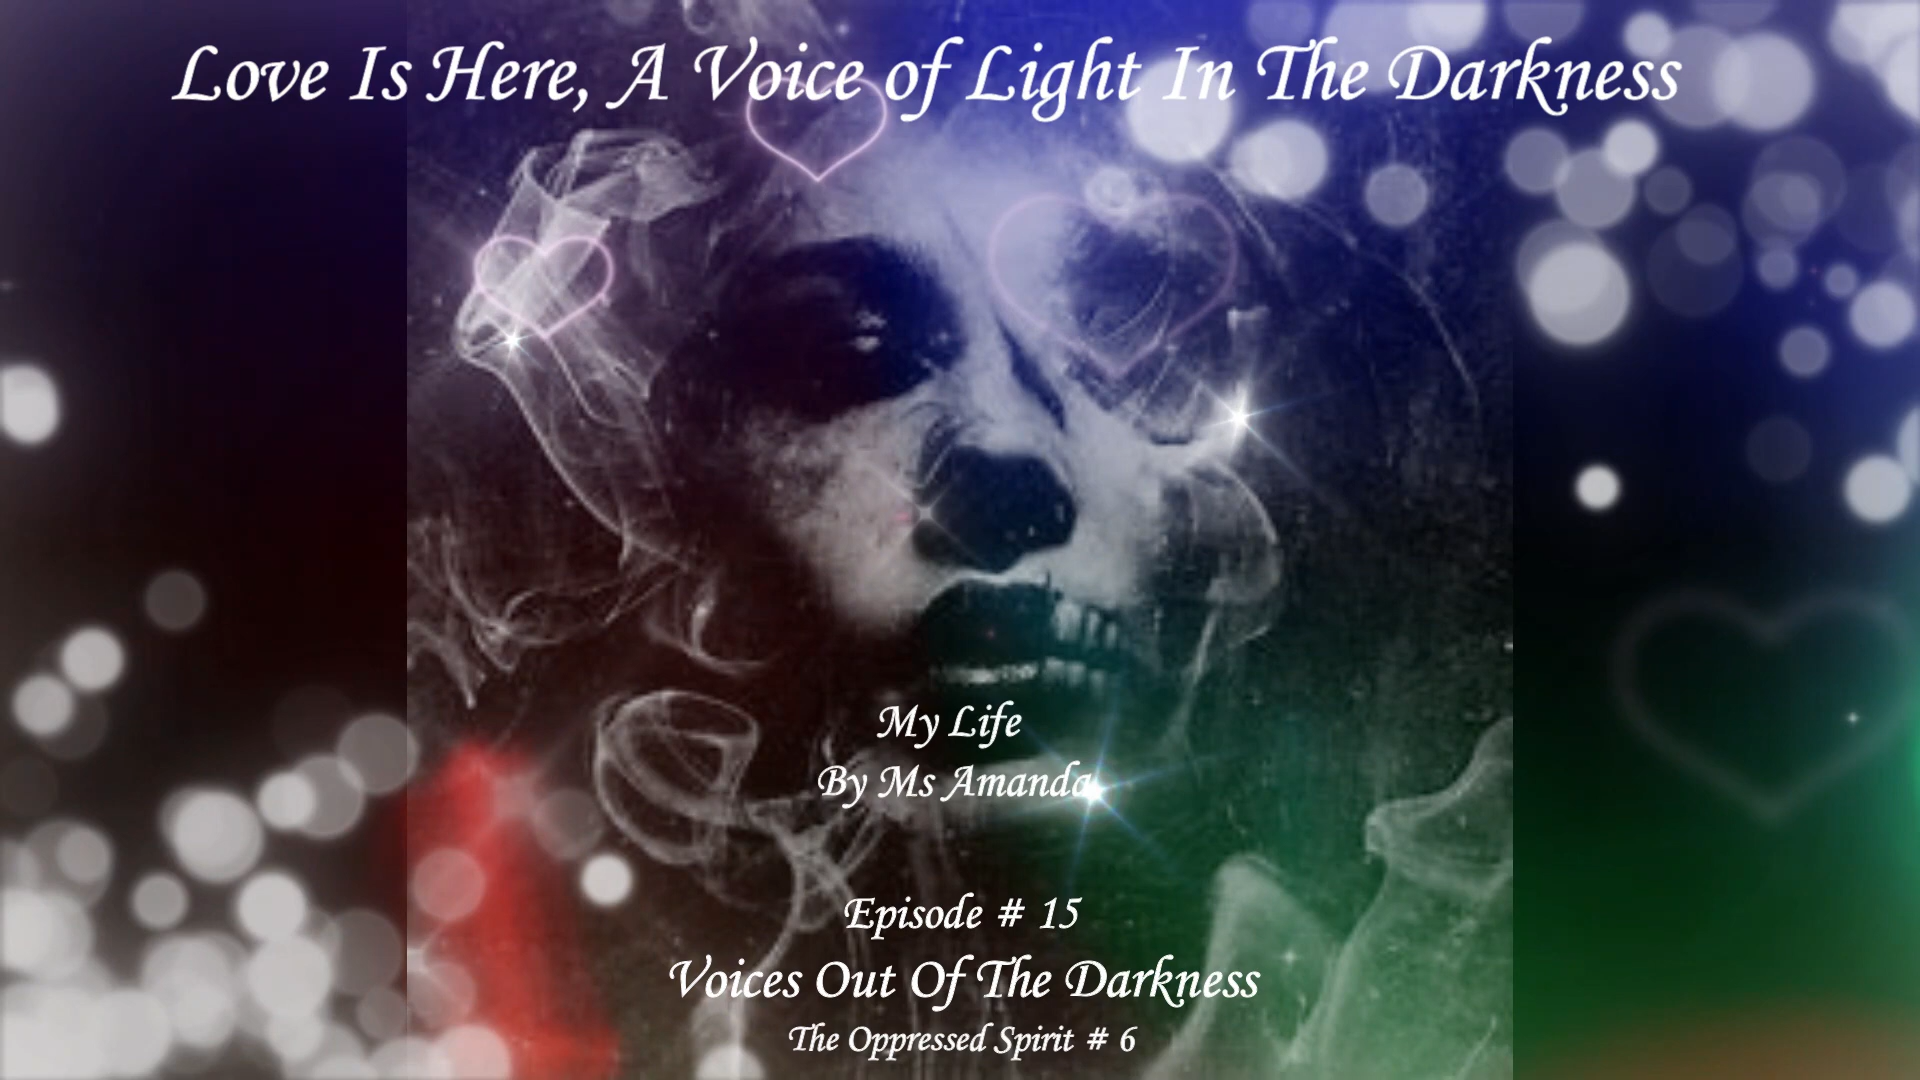 Love Is Here, A Voice of Light In The Darkness
My Life
By Ms Amanda
Episode # 15
Voices Out Of The Darkness
The Oppressed Spirit # 6